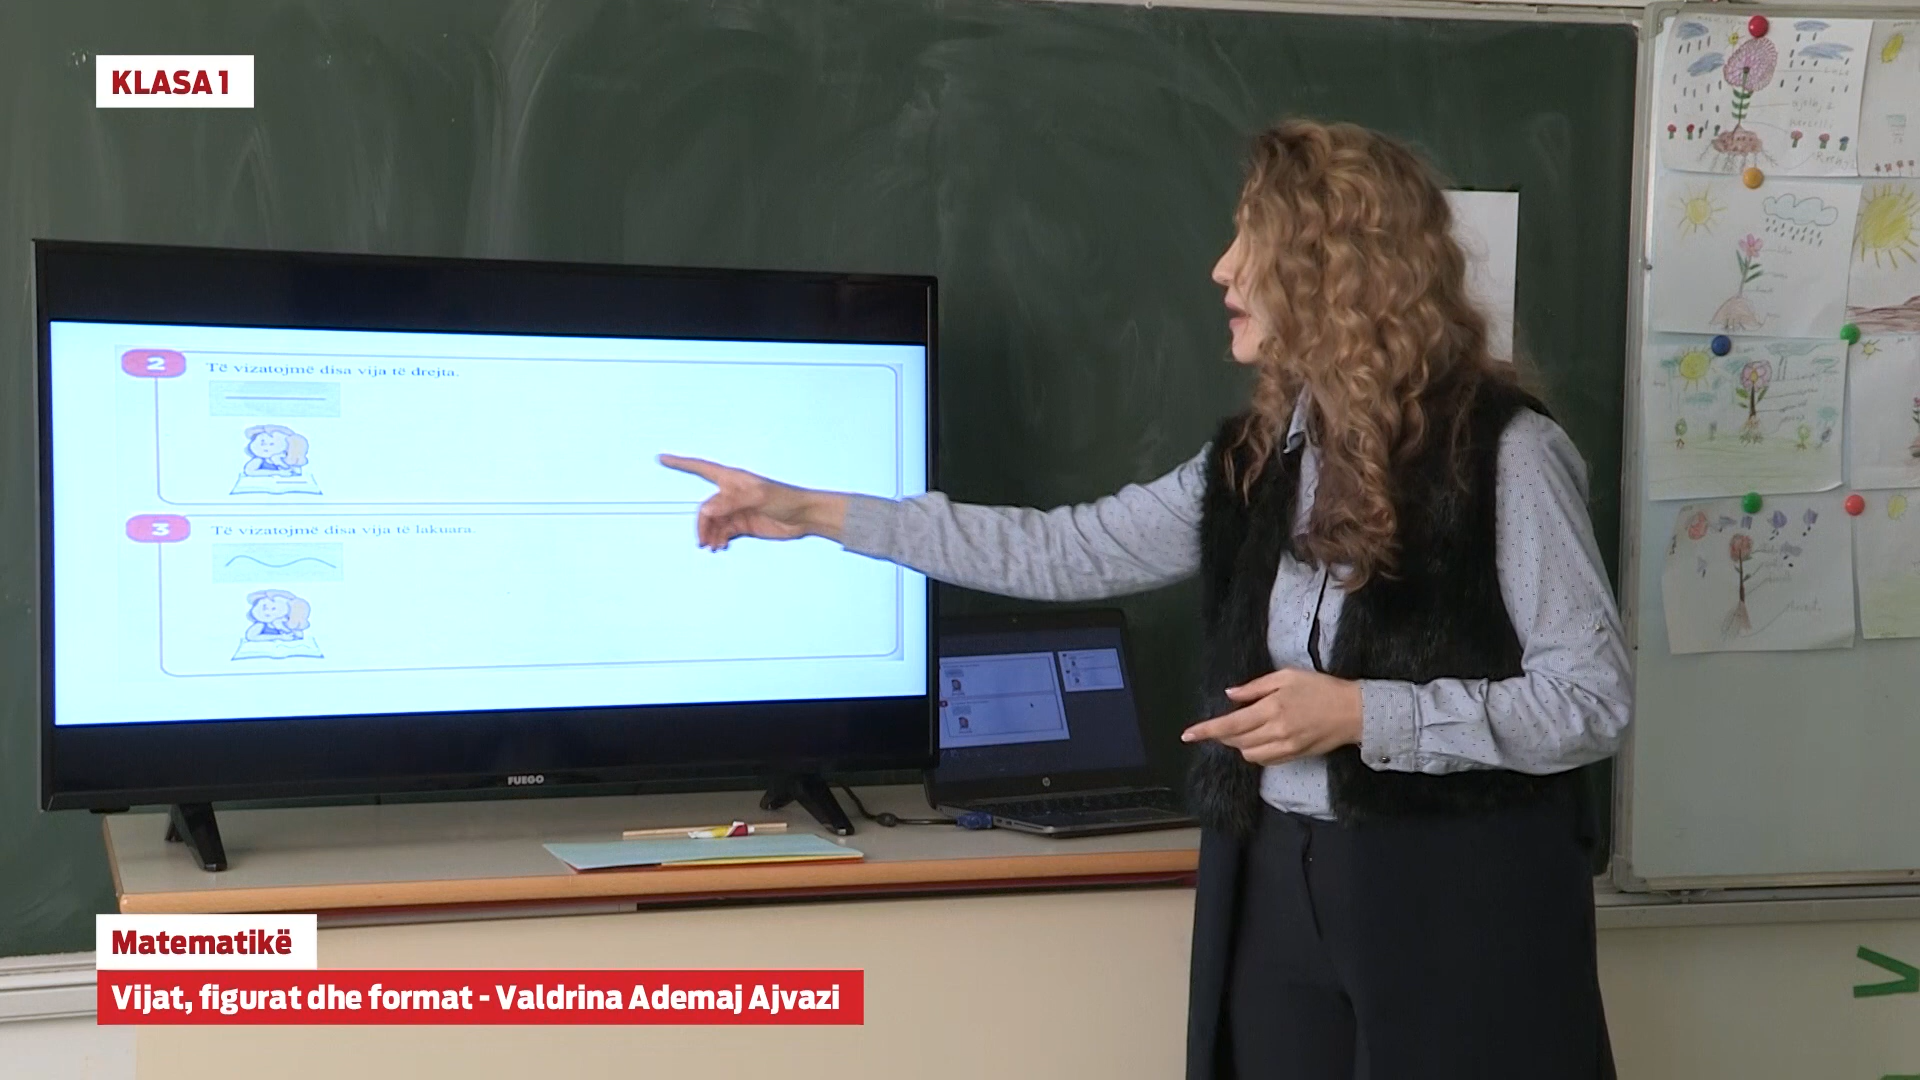 KLASA 1
2 Të vizatojmë disa vija të drejta.
3 Të vizatojmë disa vija të lakuara.
FUEGO
Matematikë
Vijat, figurat dhe format - Valdrina Ademaj Ajvazi